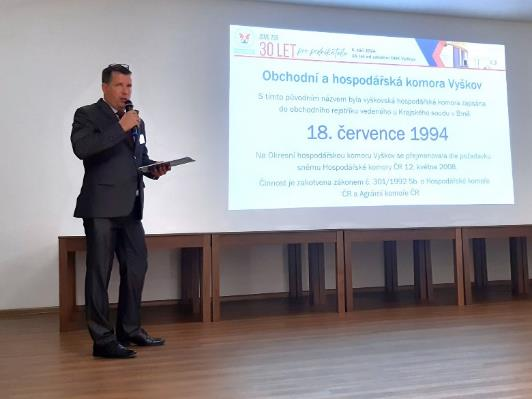 30 LET pro podnikatele
Obchodní a hospodářská komora Vyškov
S tímto původním názvem byla vyškovská hospodářská komora zapsána
do obchodního rejstříku vedeného u Krajského soudu v Brně
18. července 1994
Na Okresní hospodářskou komoru Vyškov se přejmenovala dle požadavku
sněmu Hospodářské komory ČR 12. května 2008.
Činnost je zakotvena zákonem č. 301/1992 Sb. o Hospodářské komoře
ČR a Agrární komoře ČR